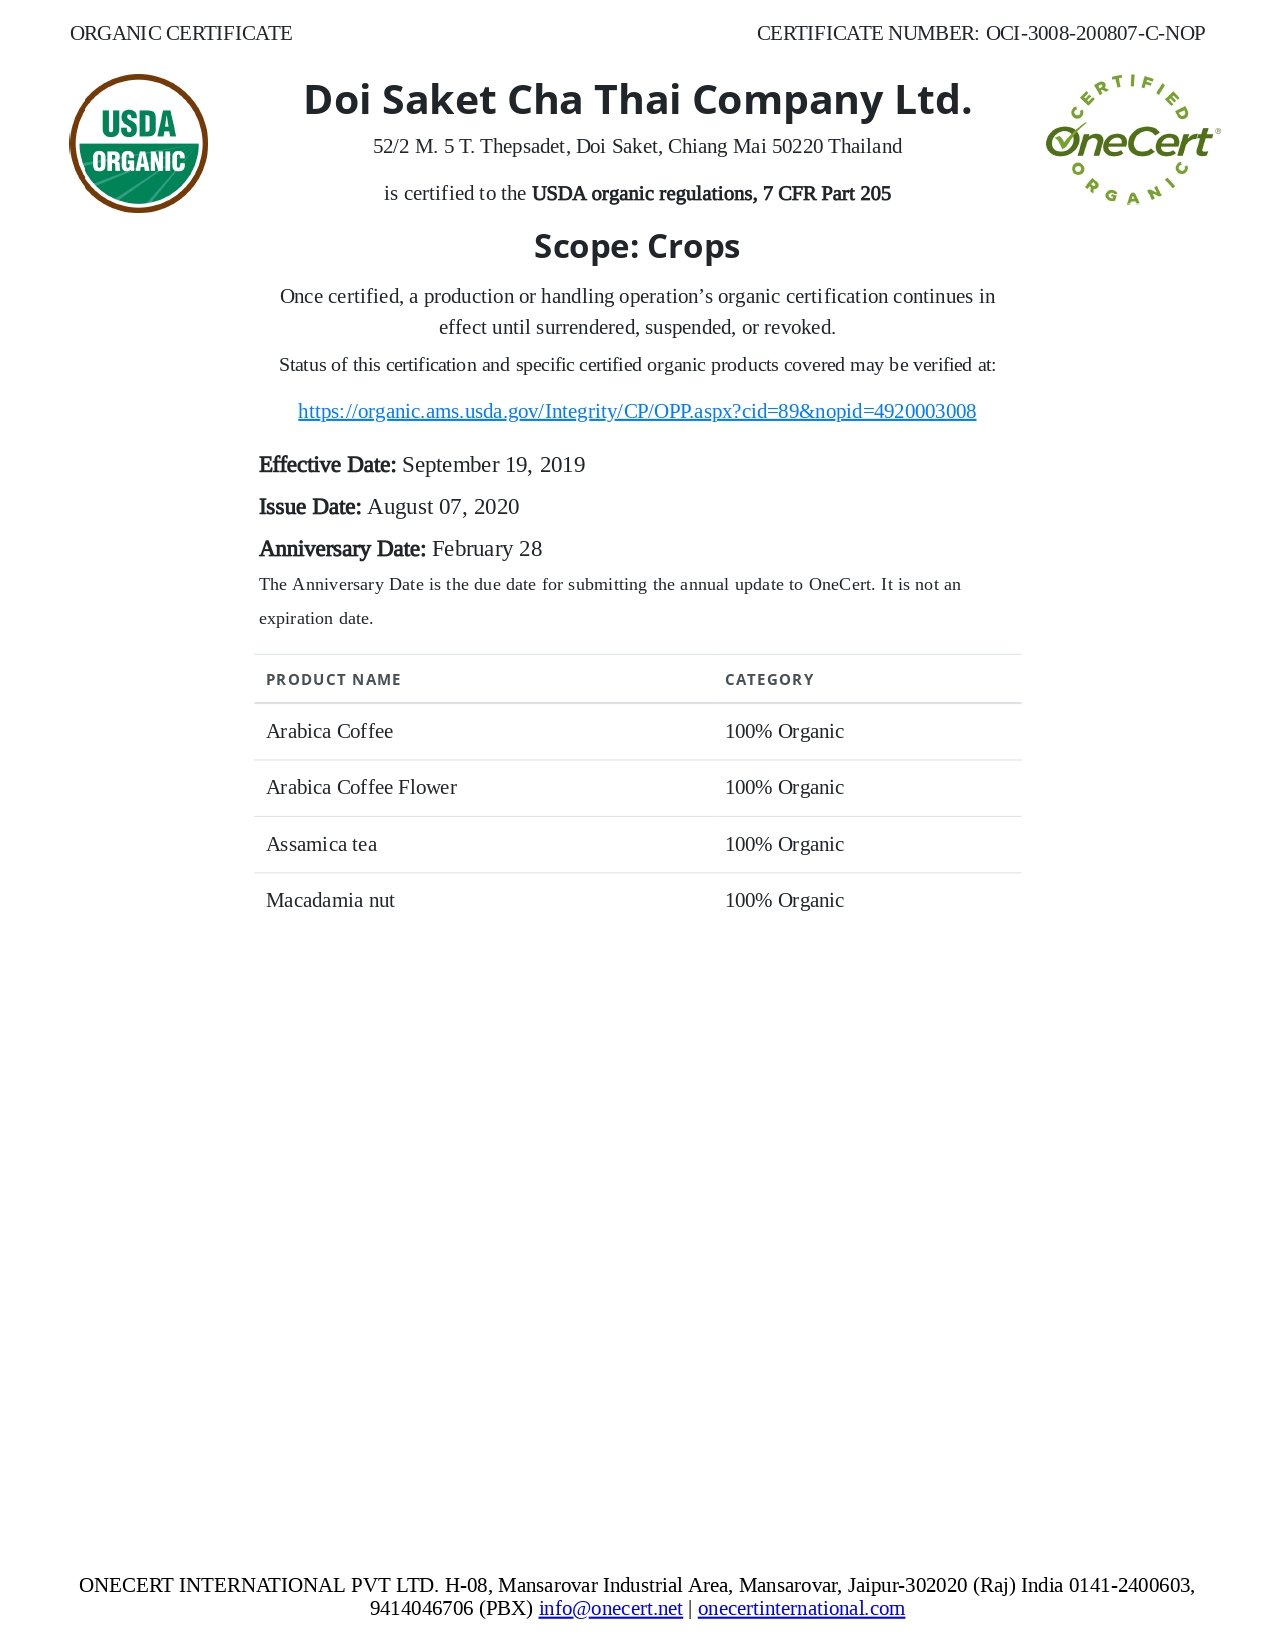 ORGANIC CERTIFICATE
CERTIFICATE NUMBER: OCI-3008-200807-C-NOP
USDA
ORGANIC
Doi Saket Cha Thai Company Ltd.
CERTIFIED
OneCert®
ORGANIC
52/2 M. 5 T. Thepsadet, Doi Saket, Chiang Mai 50220 Thailand
is certified to the USDA organic regulations, 7 CFR Part 205
Scope: Crops
Once certified, a production or handling operation’s organic certification continues in
effect until surrendered, suspended, or revoked.
Status of this certification and specific certified organic products covered may be verified at:
https://organic.ams.usda.gov/Integrity/CP/OPP.aspx?cid=89&nopid=4920003008
Effective Date: September 19, 2019
Issue Date: August 07, 2020
Anniversary Date: February 28
The Anniversary Date is the due date for submitting the annual update to OneCert. It is not an
expiration date.
PRODUCT NAME CATEGORY
Arabica Coffee 100% Organic
Arabica Coffee Flower 100% Organic
Assamica tea 100% Organic
Macadamia nut 100% Organic
ONECERT INTERNATIONAL PVT LTD. H-08, Mansarovar Industrial Area, Mansarovar, Jaipur-302020 (Raj) India 0141-2400603,
9414046706 (PBX) info@onecert.net | onecertinternational.com